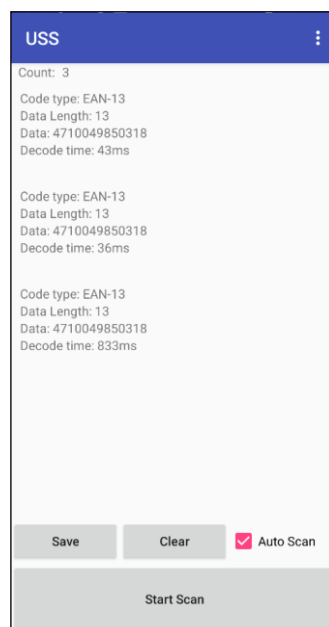 USS
Count: 3
Code type: EAN-13
Data Length: 13
Data: 4710049850318
Decode time: 43ms
Code type: EAN-13
Data Length: 13
Data: 4710049850318
Decode time: 36ms
Code type: EAN-13
Data Length: 13
Data: 4710049850318
Decode time: 833ms
Save Clear Auto Scan
Start Scan